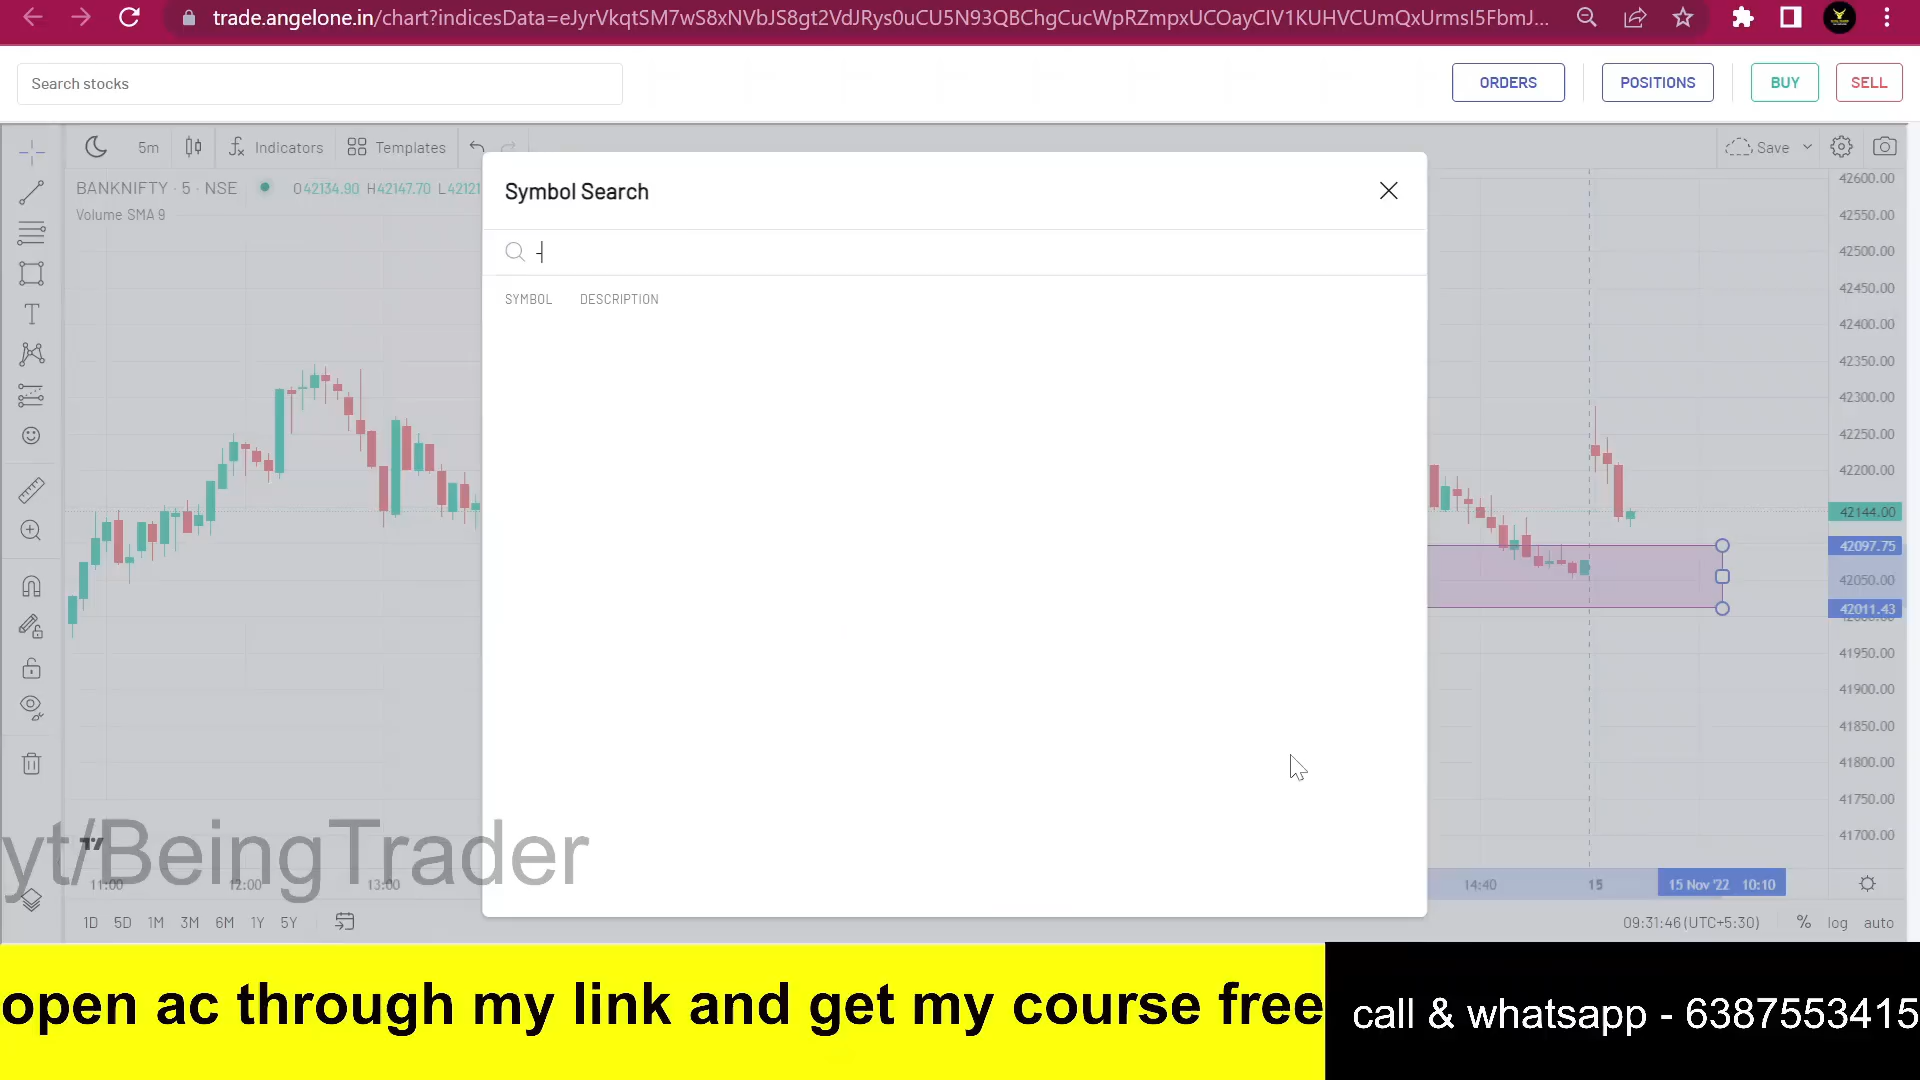 trade.angelone.in/chart?indicesData=eJyrVkqtSM7wS8xNVbJS8gt2VdJRys0uCU5N93QBChgCucWpRZmpxUCOayCIV1KUHVCUmQxUrmsI5FbmJ...
Search stocks
ORDERS POSITIONS BUY SELL
5m Indicators Templates Save
BANKNIFTY · 5 · NSE O42134.90 H42147.70 L42121
Volume SMA 9
Symbol Search
-
SYMBOL DESCRIPTION
42600.00
42550.00
42500.00
42450.00
42400.00
42350.00
42300.00
42250.00
42200.00
42144.00
42097.75
42050.00
42011.43
41950.00
41900.00
41850.00
41800.00
41750.00
41700.00
yt/BeingTrader
11:00 12:00 13:00 14:40 15 15 Nov '22 10:10
1D 5D 1M 3M 6M 1Y 5Y 09:31:46 (UTC+5:30) % log auto
open ac through my link and get my course free
call & whatsapp - 6387553415